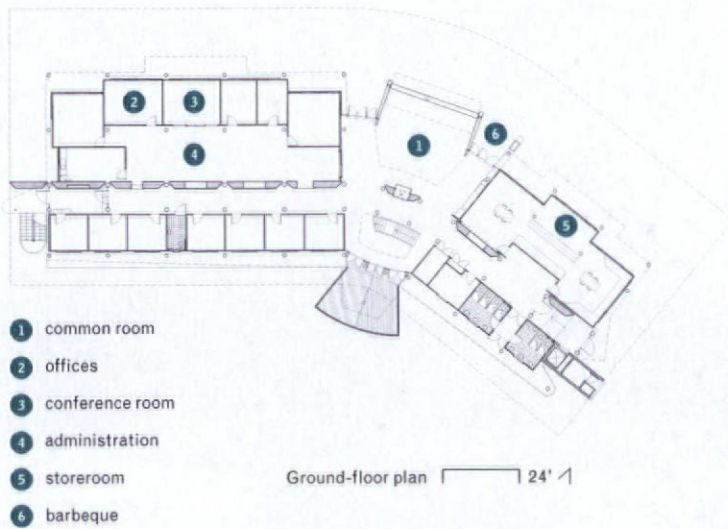 2
3
1
6
4
5
1 common room
2 offices
3 conference room
4 administration
5 storeroom
6 barbeque
Ground-floor plan 24'